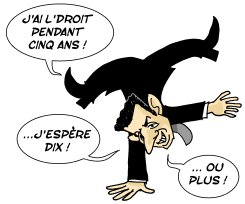 J'AI L'DROIT
PENDANT
CINQ ANS !
...J'ESPÈRE
DIX !
... OU
PLUS !